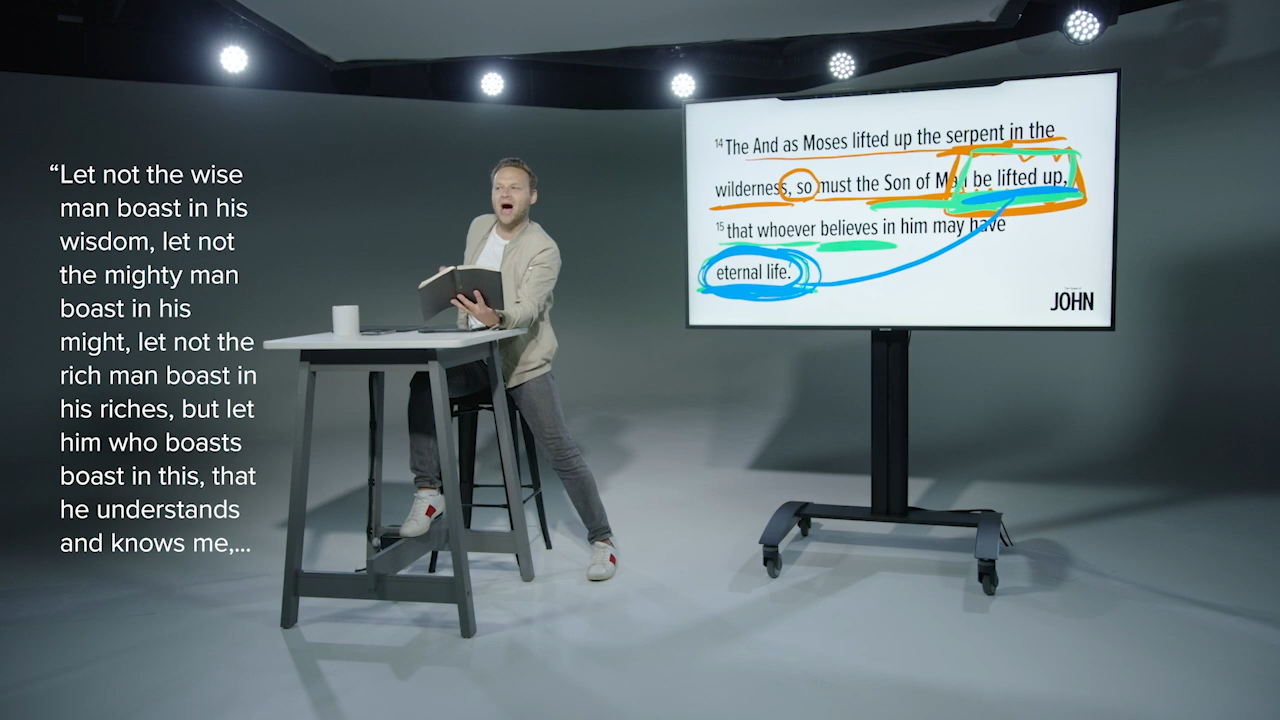 “Let not the wise
man boast in his
wisdom, let not
the mighty man
boast in his
might, let not the
rich man boast in
his riches, but let
him who boasts
boast in this, that
he understands
and knows me,...
14 The And as Moses lifted up the serpent in the
wilderness, so must the Son of Man be lifted up,
15 that whoever believes in him may have
eternal life.’
JOHN